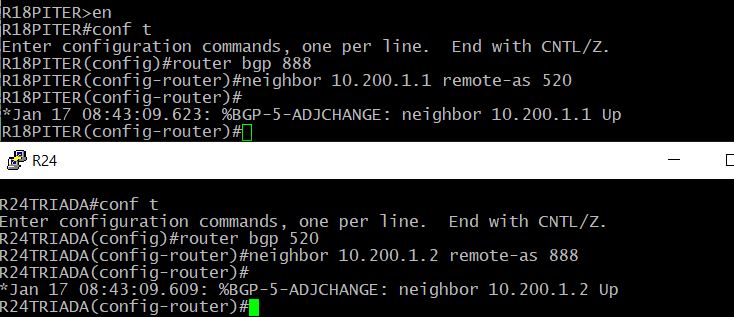 R18PITER>en
R18PITER#conf t
Enter configuration commands, one per line.  End with CNTL/Z.
R18PITER(config)#router bgp 888
R18PITER(config-router)#neighbor 10.200.1.1 remote-as 520
R18PITER(config-router)#
*Jan 17 08:43:09.623: %BGP-5-ADJCHANGE: neighbor 10.200.1.1 Up
R18PITER(config-router)#
R24
R24TRIADA#conf t
Enter configuration commands, one per line.  End with CNTL/Z.
R24TRIADA(config)#router bgp 520
R24TRIADA(config-router)#neighbor 10.200.1.2 remote-as 888
R24TRIADA(config-router)#
*Jan 17 08:43:09.609: %BGP-5-ADJCHANGE: neighbor 10.200.1.2 Up
R24TRIADA(config-router)#